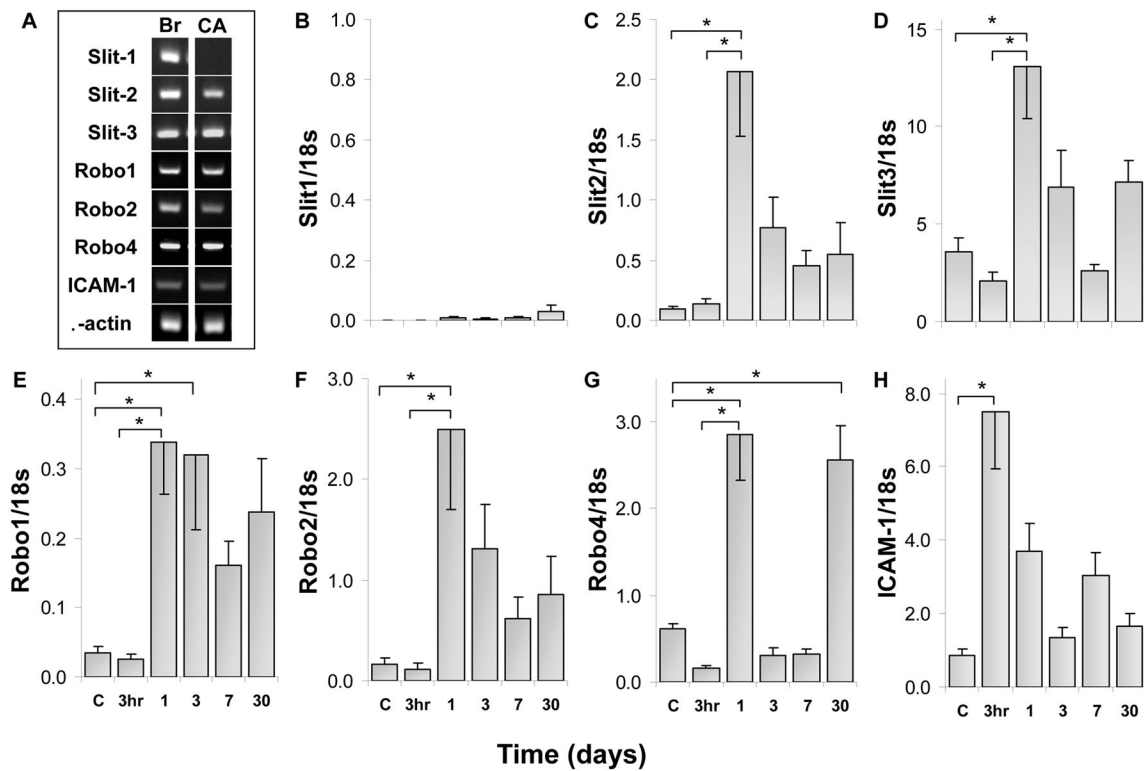 A
Br CA
Slit-1
Slit-2
Slit-3
Robo1
Robo2
Robo4
ICAM-1
.-actin
B
Slit1/18s
1.0
0.8
0.6
0.4
0.2
0.0
C
Slit2/18s
2.5
2.0
1.5
1.0
0.5
0.0
* *
D
Slit3/18s
15
10
5
0
* *
E
Robo1/18s
0.4
0.3
0.2
0.1
0.0
* * *
C 3hr 1 3 7 30
F
Robo2/18s
3.0
2.0
1.0
0.0
* *
C 3hr 1 3 7 30
G
Robo4/18s
3.0
2.0
1.0
0.0
* * *
C 3hr 1 3 7 30
H
ICAM-1/18s
8.0
6.0
4.0
2.0
0.0
*
C 3hr 1 3 7 30
Time (days)